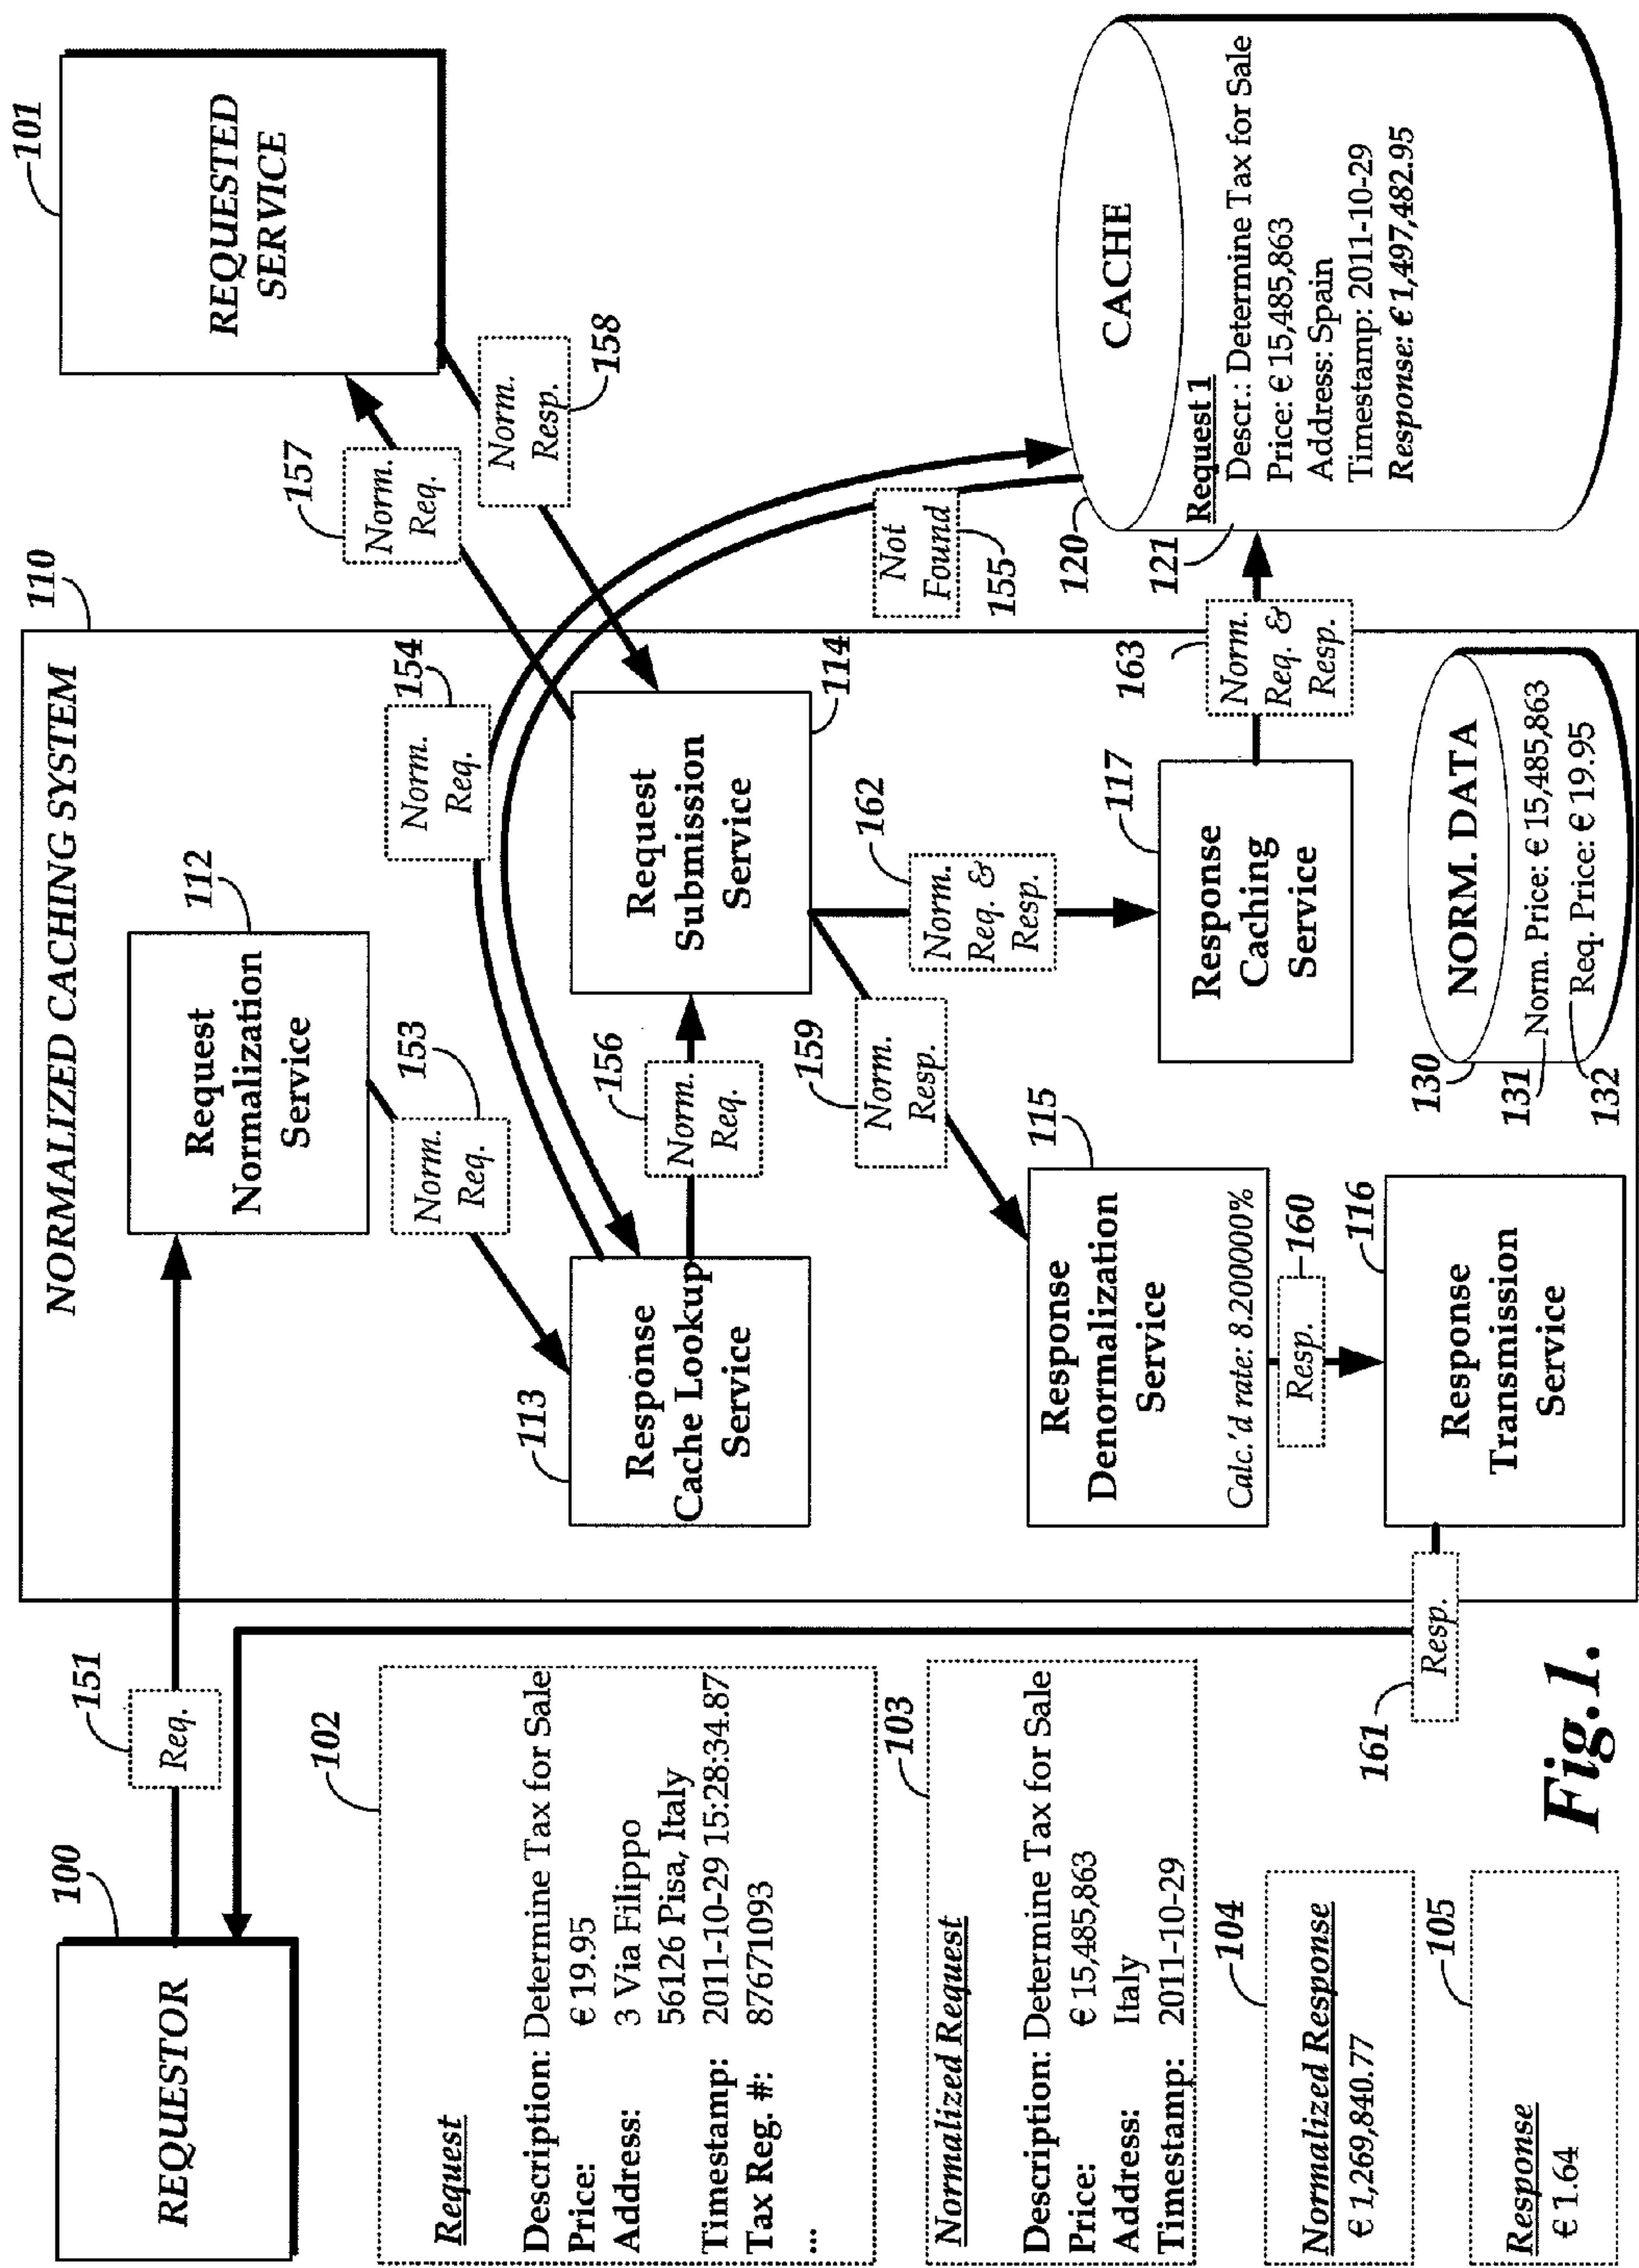 100
REQUESTOR
151
Req.
110
NORMALIZED CACHING SYSTEM
112
Request
Normalization
Service
153
Norm.
Req.
154
Norm.
Req.
113
Response
Cache Lookup
Service
156
Norm.
Req.
Request
Submission
Service
114
101
REQUESTED
SERVICE
157
Norm.
Req.
Norm.
Resp.
158
Not
Found
155
120
CACHE
121
Request 1
Descr.: Determine Tax for Sale
Price: € 15,485,863
Address: Spain
Timestamp: 2011-10-29
Response: € 1,497,482.95
159
Norm.
Resp.
162
Norm.
Req. &
Resp.
115
Response
Denormalization
Service
Calc.'d rate: 8.200000%
117
Response
Caching
Service
163
Norm.
Req. &
Resp.
160
Resp.
116
Response
Transmission
Service
161
Resp.
130
NORM. DATA
131
Norm. Price: € 15,485,863
132
Req. Price: € 19.95
102
Request
Description: Determine Tax for Sale
Price: € 19.95
Address: 3 Via Filippo
56126 Pisa, Italy
Timestamp: 2011-10-29 15:28:34.87
Tax Reg. #: 87671093
...
103
Normalized Request
Description: Determine Tax for Sale
Price: € 15,485,863
Address: Italy
Timestamp: 2011-10-29
104
Normalized Response
€ 1,269,840.77
105
Response
€ 1.64
Fig.1.